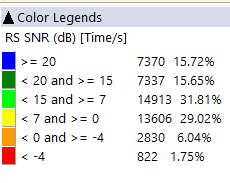 Color Legends
RS SNR (dB) [Time/s]
>= 20 7370 15.72%
< 20 and >= 15 7337 15.65%
< 15 and >= 7 14913 31.81%
< 7 and >= 0 13606 29.02%
< 0 and >= -4 2830 6.04%
< -4 822 1.75%